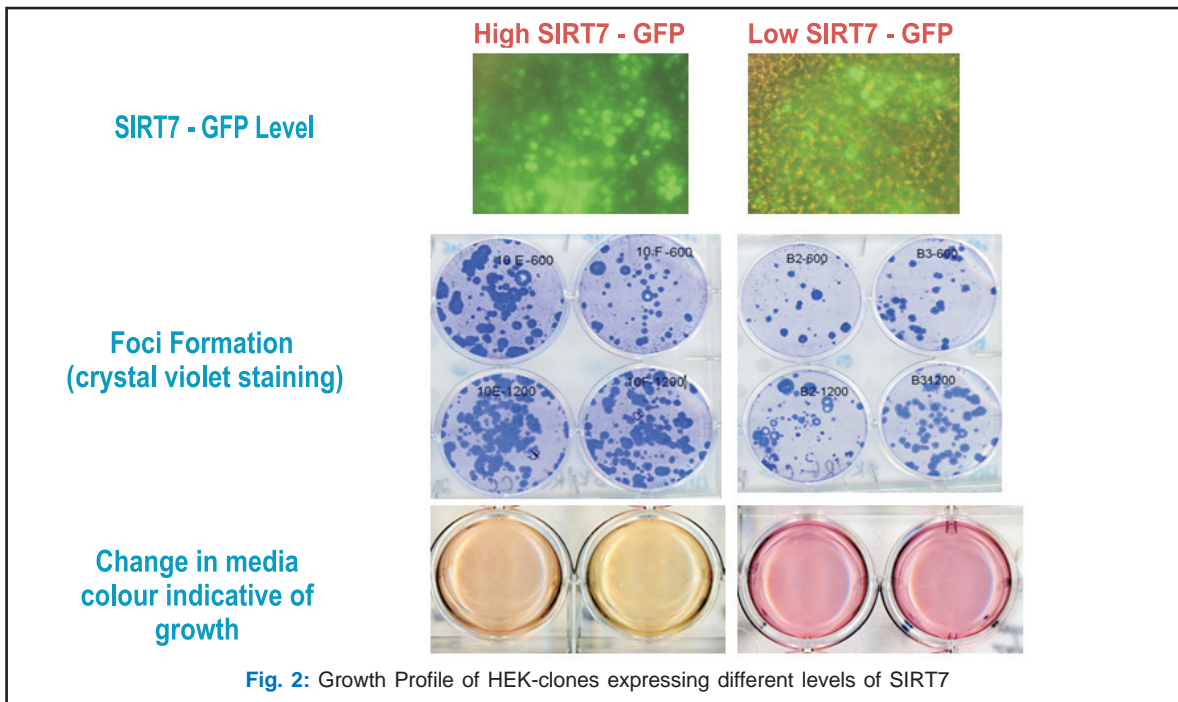 High SIRT7 - GFP
Low SIRT7 - GFP
SIRT7 - GFP Level
10 E -600
10 F -600
B2-600
B3-600
Foci Formation
(crystal violet staining)
10E-1200
10F-1200
B2-1200
B31200
Change in media
colour indicative of
growth
Fig. 2: Growth Profile of HEK-clones expressing different levels of SIRT7